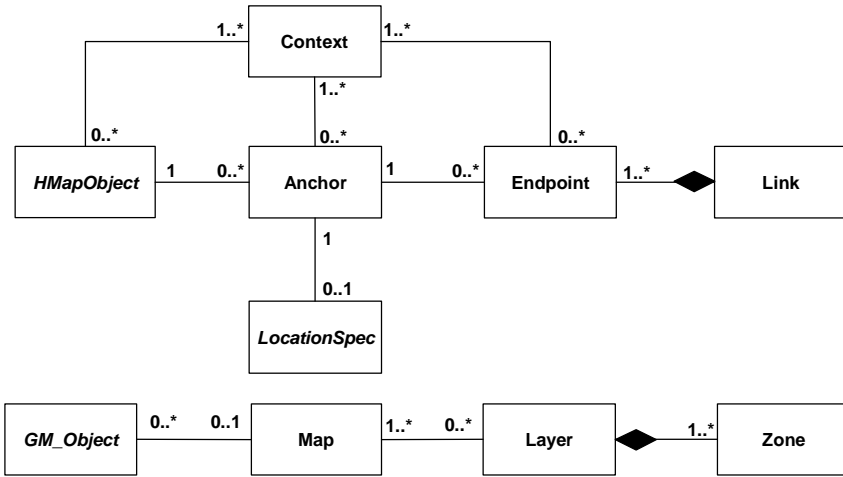 1..* Context 1..*
1..*
0..* 0..* 0..*
HMapObject 1 0..* Anchor 1 0..* Endpoint 1..* Link
1
0..1
LocationSpec
GM_Object 0..* 0..1 Map 1..* 0..* Layer 1..* Zone